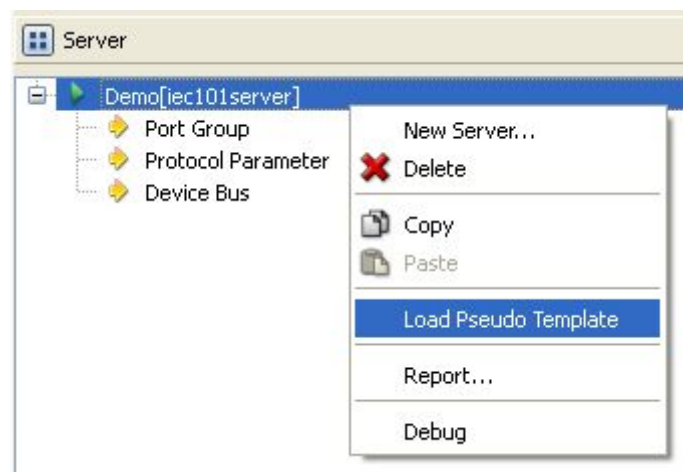 Server
Demo[iec101server]
Port Group
Protocol Parameter
Device Bus
New Server...
Delete
Copy
Paste
Load Pseudo Template
Report...
Debug